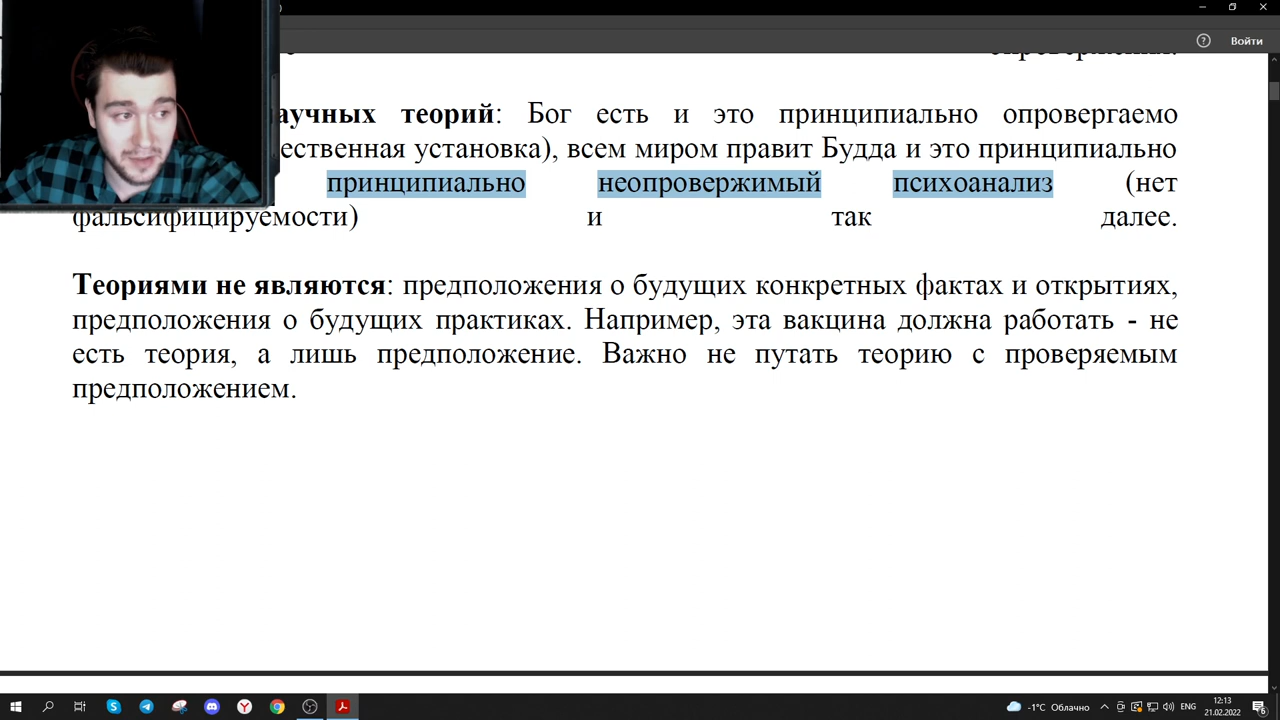 )
Войти
аучных теорий: Бог есть и это принципиально опровергаемо
ественная установка), всем миром правит Будда и это принципиально
принципиально неопровержимый психоанализ (нет
фальсифицируемости) и так далее.
Теориями не являются: предположения о будущих конкретных фактах и открытиях,
предположения о будущих практиках. Например, эта вакцина должна работать - не
есть теория, а лишь предположение. Важно не путать теорию с проверяемым
предположением.
-1°C Облачно
ENG
12:13
21.02.2022